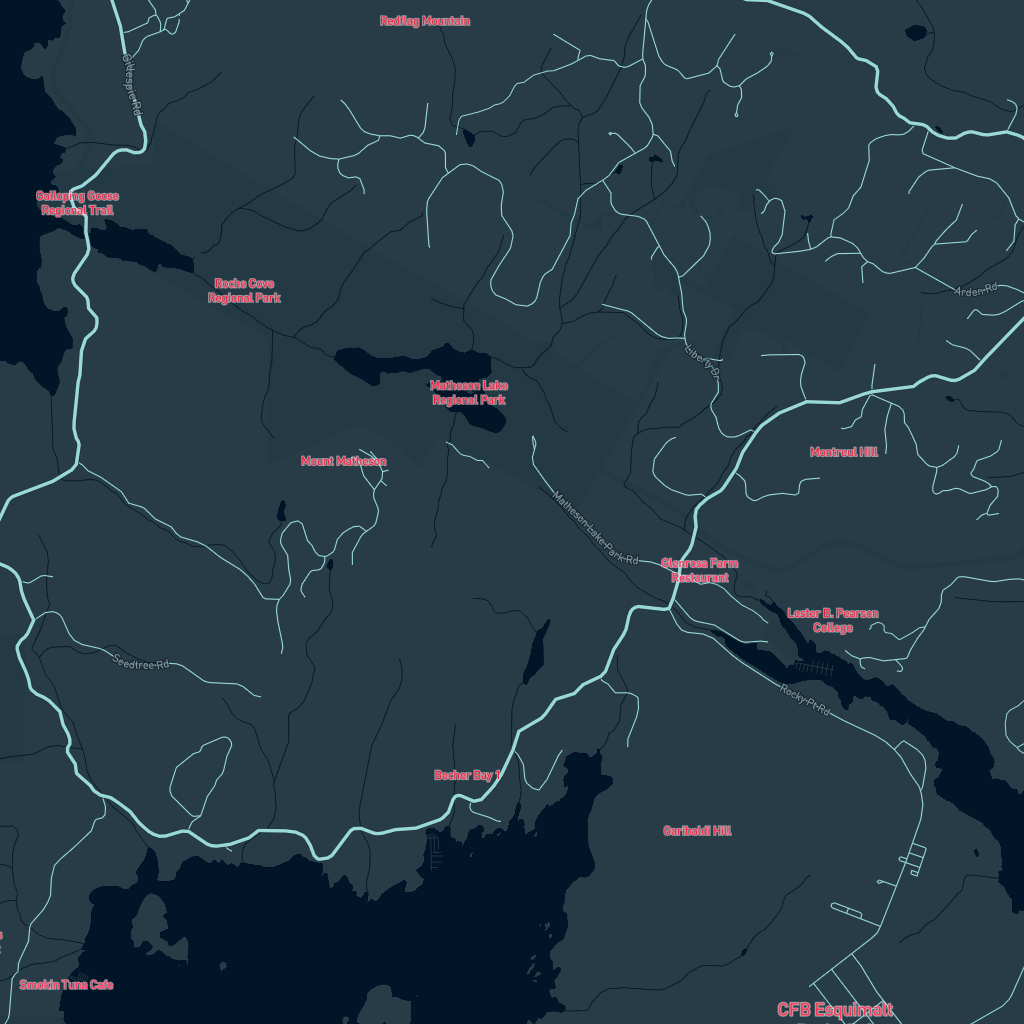 Redflag Mountain
Gillespie Rd
Galloping Goose
Regional Trail
Roche Cove
Regional Park
Arden Rd
Liberty Dr
Matheson Lake
Regional Park
Montreul Hill
Mount Matheson
Matheson Lake Park Rd
Glenrosa Farm
Restaurant
Lester B. Pearson
College
Seedtree Rd
Rocky Pt Rd
Becher Bay 1
Garibaldi Hill
Smokin Tuna Cafe
CFB Esquimalt